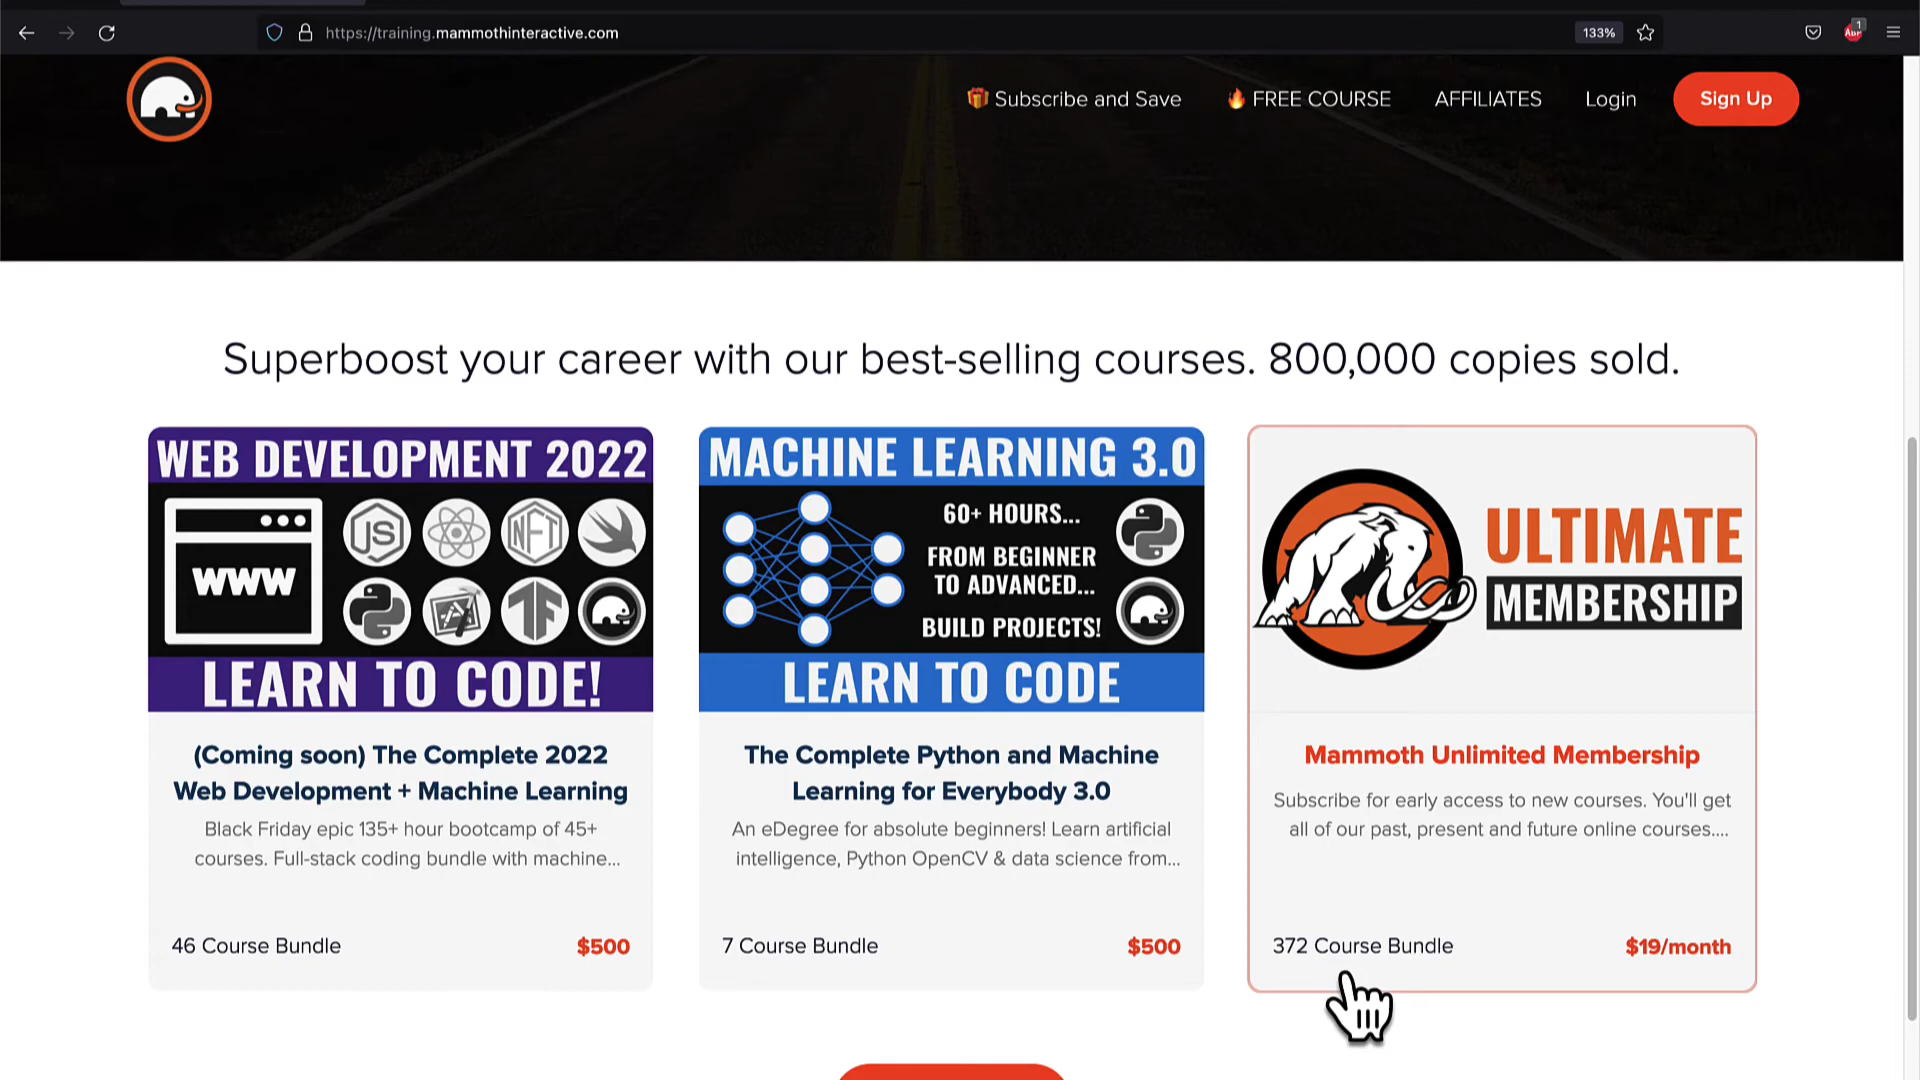 https://training.mammothinteractive.com
133%
1
ABP
🎁 Subscribe and Save
🔥 FREE COURSE
AFFILIATES
Login
Sign Up
Superboost your career with our best-selling courses. 800,000 copies sold.
WEB DEVELOPMENT 2022
WWW
JS
NFT
LEARN TO CODE!
(Coming soon) The Complete 2022
Web Development + Machine Learning
Black Friday epic 135+ hour bootcamp of 45+
courses. Full-stack coding bundle with machine...
46 Course Bundle
$500
MACHINE LEARNING 3.0
60+ HOURS...
FROM BEGINNER
TO ADVANCED...
BUILD PROJECTS!
LEARN TO CODE
The Complete Python and Machine
Learning for Everybody 3.0
An eDegree for absolute beginners! Learn artificial
intelligence, Python OpenCV & data science from...
7 Course Bundle
$500
ULTIMATE
MEMBERSHIP
Mammoth Unlimited Membership
Subscribe for early access to new courses. You'll get
all of our past, present and future online courses....
372 Course Bundle
$19/month